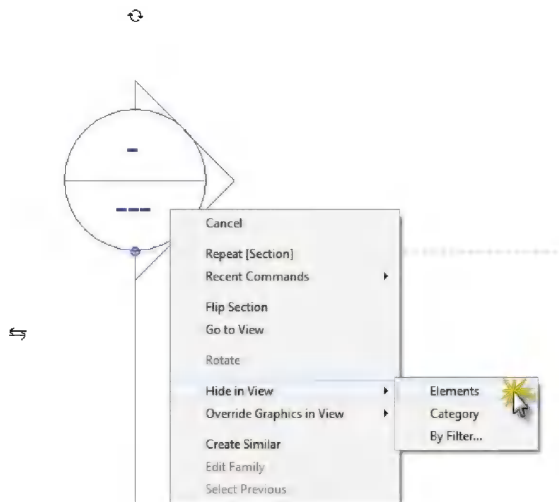 -
---
Cancel
Repeat [Section]
Recent Commands
Flip Section
Go to View
Rotate
Hide in View
Override Graphics in View
Create Similar
Edit Family
Select Previous
Elements
Category
By Filter...